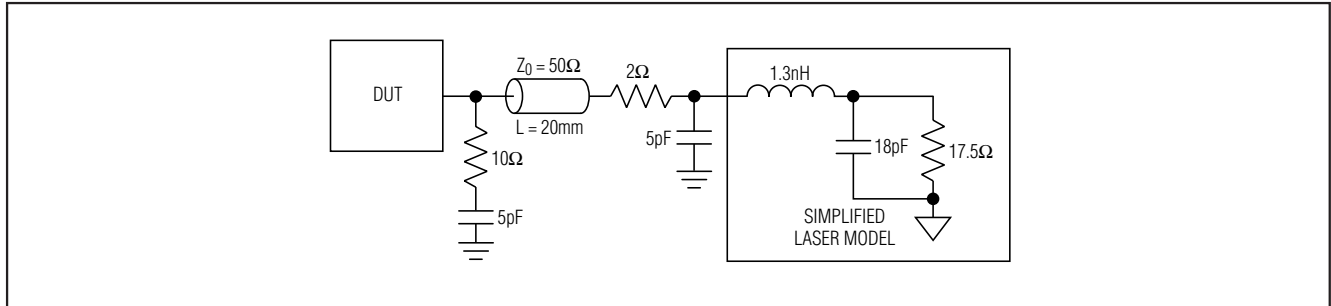 DUT
Z₀ = 50Ω
L = 20mm
2Ω
10Ω
5pF
5pF
1.3nH
18pF
17.5Ω
SIMPLIFIED
LASER MODEL